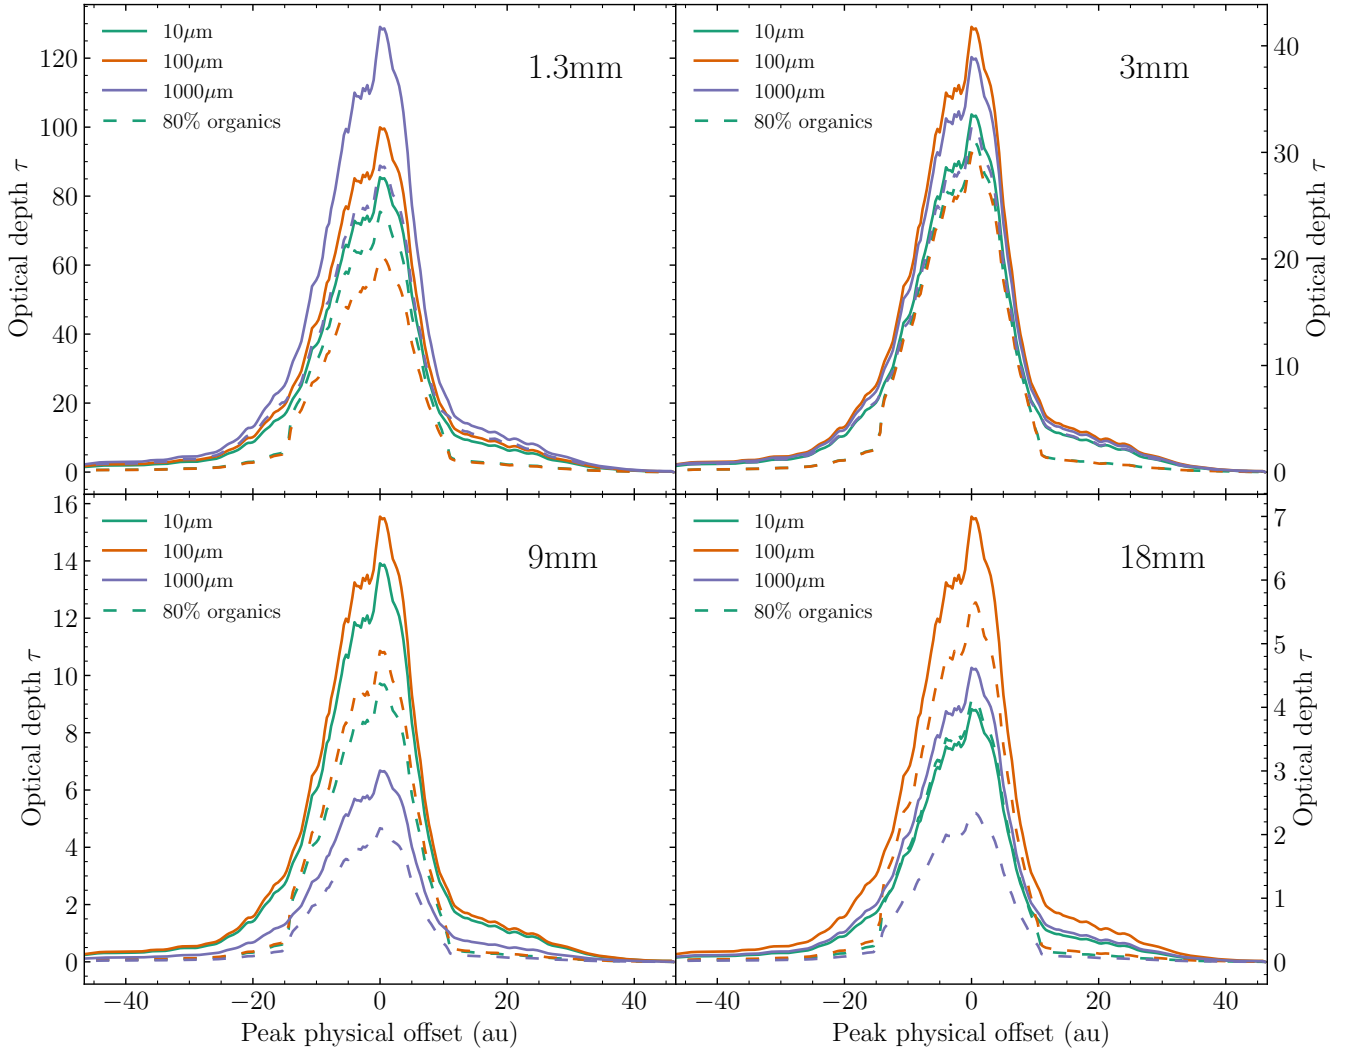 10μm
100μm
1000μm
80% organics
1.3mm
0
20
40
60
80
100
120
Optical depth τ
10μm
100μm
1000μm
80% organics
3mm
0
10
20
30
40
Optical depth τ
10μm
100μm
1000μm
80% organics
9mm
0
2
4
6
8
10
12
14
16
Optical depth τ
−40
−20
0
20
40
Peak physical offset (au)
10μm
100μm
1000μm
80% organics
18mm
0
1
2
3
4
5
6
7
Optical depth τ
−40
−20
0
20
40
Peak physical offset (au)